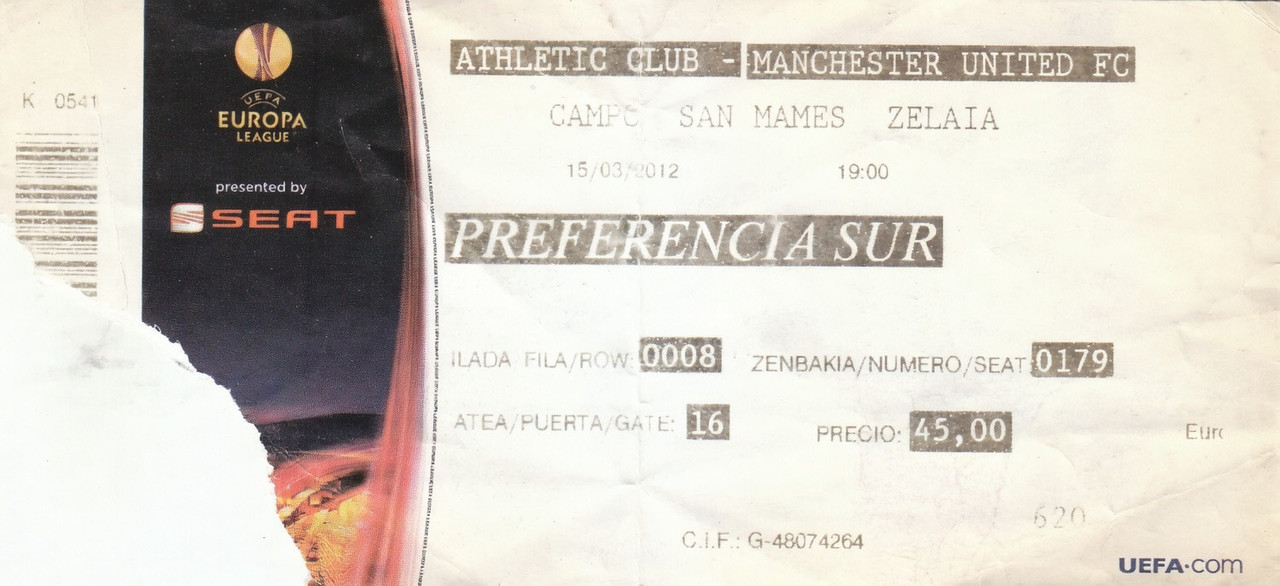 K 0541
UEFA
EUROPA
LEAGUE
presented by
SEAT
ATHLETIC CLUB - MANCHESTER UNITED FC
CAMPO SAN MAMES ZELAIA
15/03/2012 19:00
PREFERENCIA SUR
ILADA FILA/ROW: 0008 ZENBAKIA/NUMERO/SEAT 0179
ATEA/PUERTA/GATE: 16 PRECIO: 45,00 Euro
620
C.I.F.: G-48074264
UEFA.com